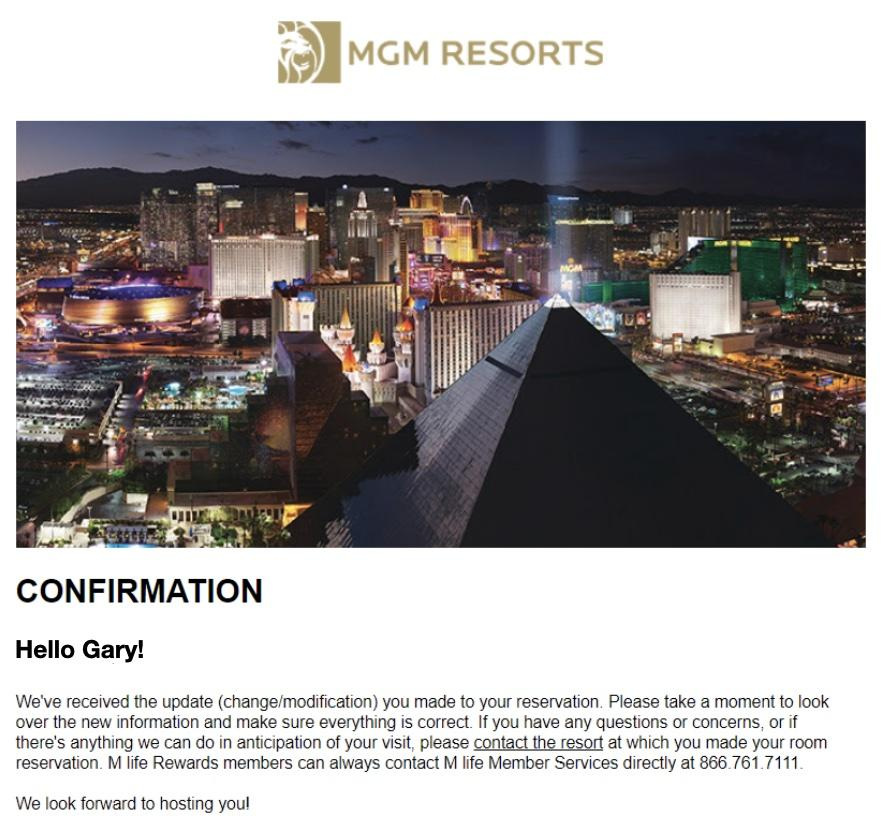 MGM RESORTS
MGM
CONFIRMATION
Hello Gary!
We've received the update (change/modification) you made to your reservation. Please take a moment to look
over the new information and make sure everything is correct. If you have any questions or concerns, or if
there's anything we can do in anticipation of your visit, please contact the resort at which you made your room
reservation. M life Rewards members can always contact M life Member Services directly at 866.761.7111.
We look forward to hosting you!